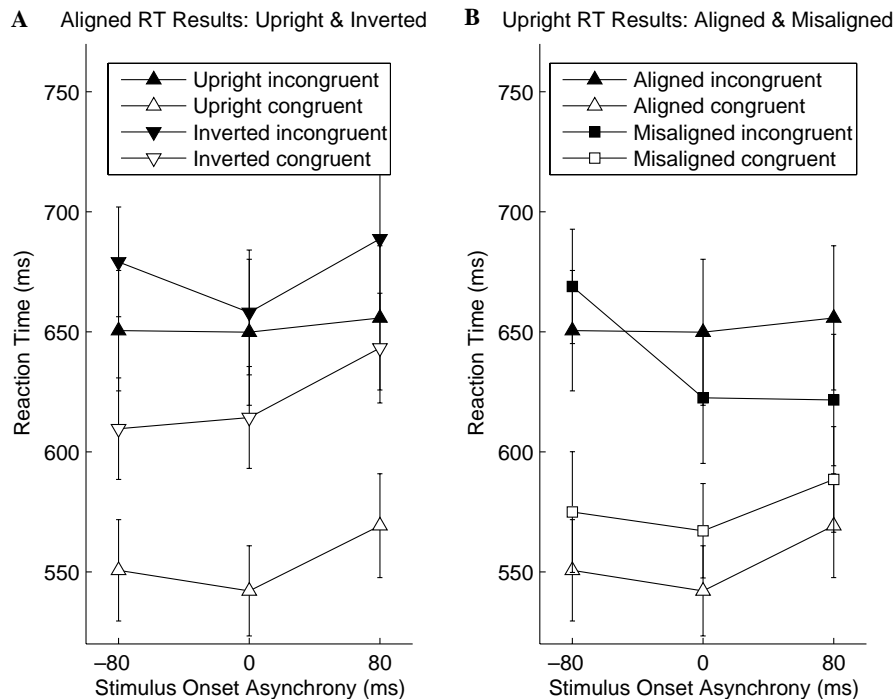 A Aligned RT Results: Upright & Inverted
750
700
650
600
550
Reaction Time (ms)
Upright incongruent
Upright congruent
Inverted incongruent
Inverted congruent
−80 0 80
Stimulus Onset Asynchrony (ms)
B Upright RT Results: Aligned & Misaligned
750
700
650
600
550
Reaction Time (ms)
Aligned incongruent
Aligned congruent
Misaligned incongruent
Misaligned congruent
−80 0 80
Stimulus Onset Asynchrony (ms)